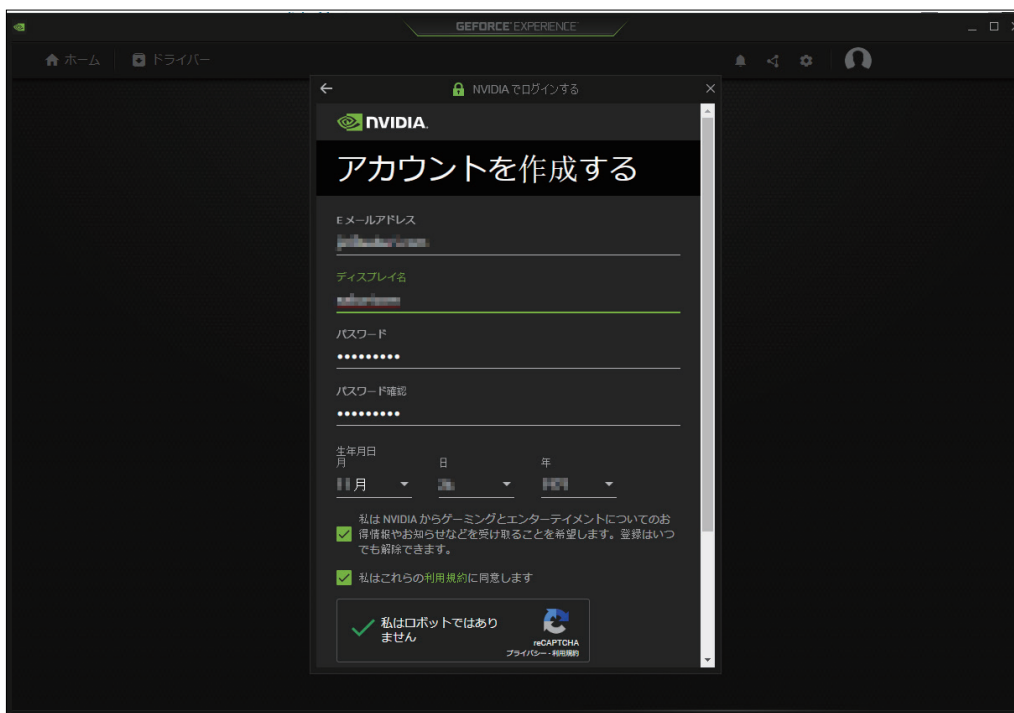 GEFORCE EXPERIENCE
ホーム ドライバー
NVIDIA でログインする
NVIDIA.
アカウントを作成する
Eメールアドレス
ディスプレイ名
パスワード
•••••••••
パスワード確認
•••••••••
生年月日
月 日 年
月
私は NVIDIA からゲーミングとエンターテイメントについてのお
得情報やお知らせなどを受け取ることを希望します。登録はいつ
でも解除できます。
私はこれらの利用規約に同意します
私はロボットではあり
ません
reCAPTCHA
プライバシー - 利用規約